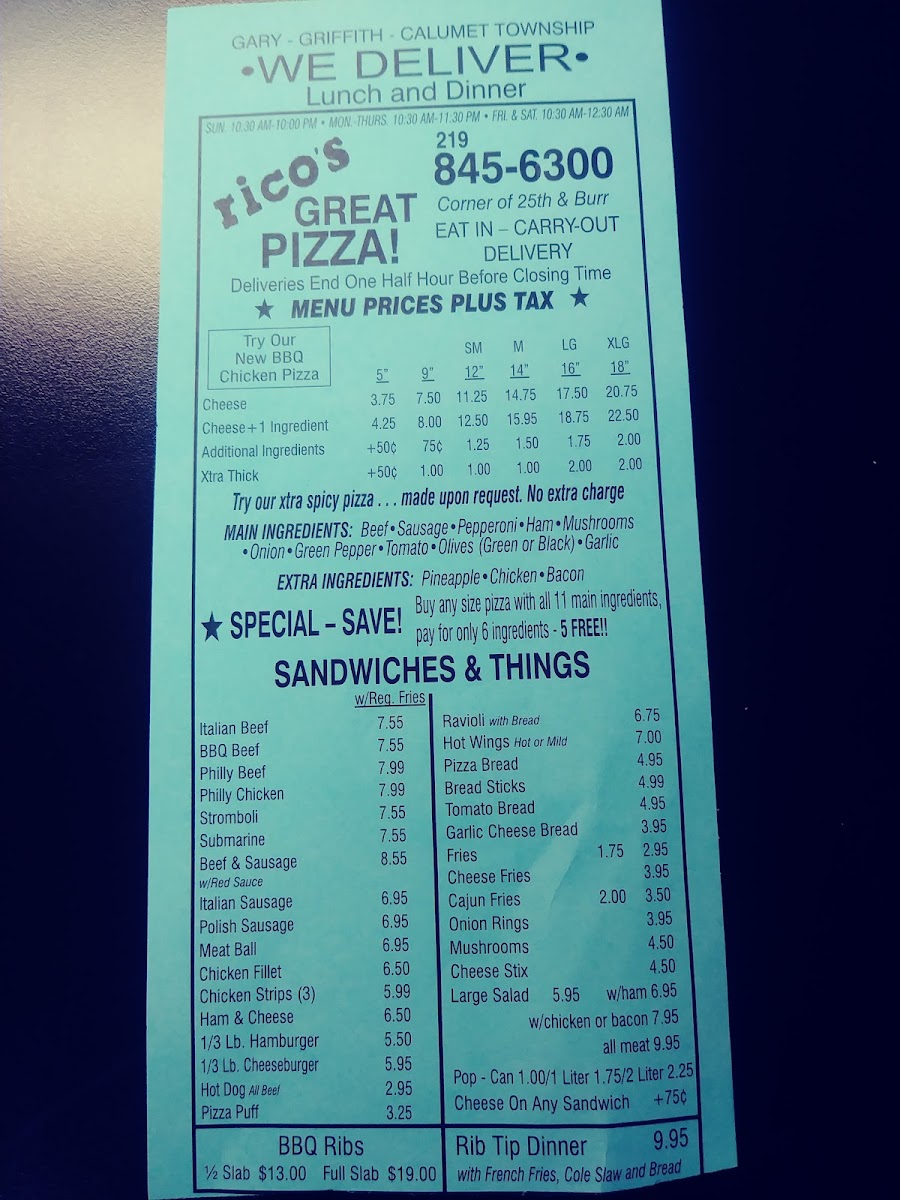 GARY - GRIFFITH - CALUMET TOWNSHIP
•WE DELIVER•
Lunch and Dinner
SUN. 10:30 AM-10:00 PM • MON.-THURS. 10:30 AM-11:30 PM • FRI. & SAT. 10:30 AM-12:30 AM
rico's
GREAT
PIZZA!
219
845-6300
Corner of 25th & Burr
EAT IN – CARRY-OUT
DELIVERY
Deliveries End One Half Hour Before Closing Time
★ MENU PRICES PLUS TAX ★
Try Our
New BBQ
Chicken Pizza
SM M LG XLG
5" 9" 12" 14" 16" 18"
Cheese 3.75 7.50 11.25 14.75 17.50 20.75
Cheese+1 Ingredient 4.25 8.00 12.50 15.95 18.75 22.50
Additional Ingredients +50¢ 75¢ 1.25 1.50 1.75 2.00
Xtra Thick +50¢ 1.00 1.00 1.00 2.00 2.00
Try our xtra spicy pizza . . . made upon request. No extra charge
MAIN INGREDIENTS: Beef•Sausage•Pepperoni•Ham•Mushrooms
•Onion•Green Pepper•Tomato•Olives (Green or Black)•Garlic
EXTRA INGREDIENTS: Pineapple•Chicken•Bacon
★ SPECIAL – SAVE!
Buy any size pizza with all 11 main ingredients,
pay for only 6 ingredients - 5 FREE!!
SANDWICHES & THINGS
w/Reg. Fries
Italian Beef 7.55
BBQ Beef 7.55
Philly Beef 7.99
Philly Chicken 7.99
Stromboli 7.55
Submarine 7.55
Beef & Sausage 8.55
w/Red Sauce
Italian Sausage 6.95
Polish Sausage 6.95
Meat Ball 6.95
Chicken Fillet 6.50
Chicken Strips (3) 5.99
Ham & Cheese 6.50
1/3 Lb. Hamburger 5.50
1/3 Lb. Cheeseburger 5.95
Hot Dog All Beef 2.95
Pizza Puff 3.25
Ravioli with Bread 6.75
Hot Wings Hot or Mild 7.00
Pizza Bread 4.95
Bread Sticks 4.99
Tomato Bread 4.95
Garlic Cheese Bread 3.95
Fries 1.75 2.95
Cheese Fries 3.95
Cajun Fries 2.00 3.50
Onion Rings 3.95
Mushrooms 4.50
Cheese Stix 4.50
Large Salad 5.95 w/ham 6.95
w/chicken or bacon 7.95
all meat 9.95
Pop - Can 1.00/1 Liter 1.75/2 Liter 2.25
Cheese On Any Sandwich +75¢
BBQ Ribs
½ Slab $13.00 Full Slab $19.00
Rib Tip Dinner 9.95
with French Fries, Cole Slaw and Bread